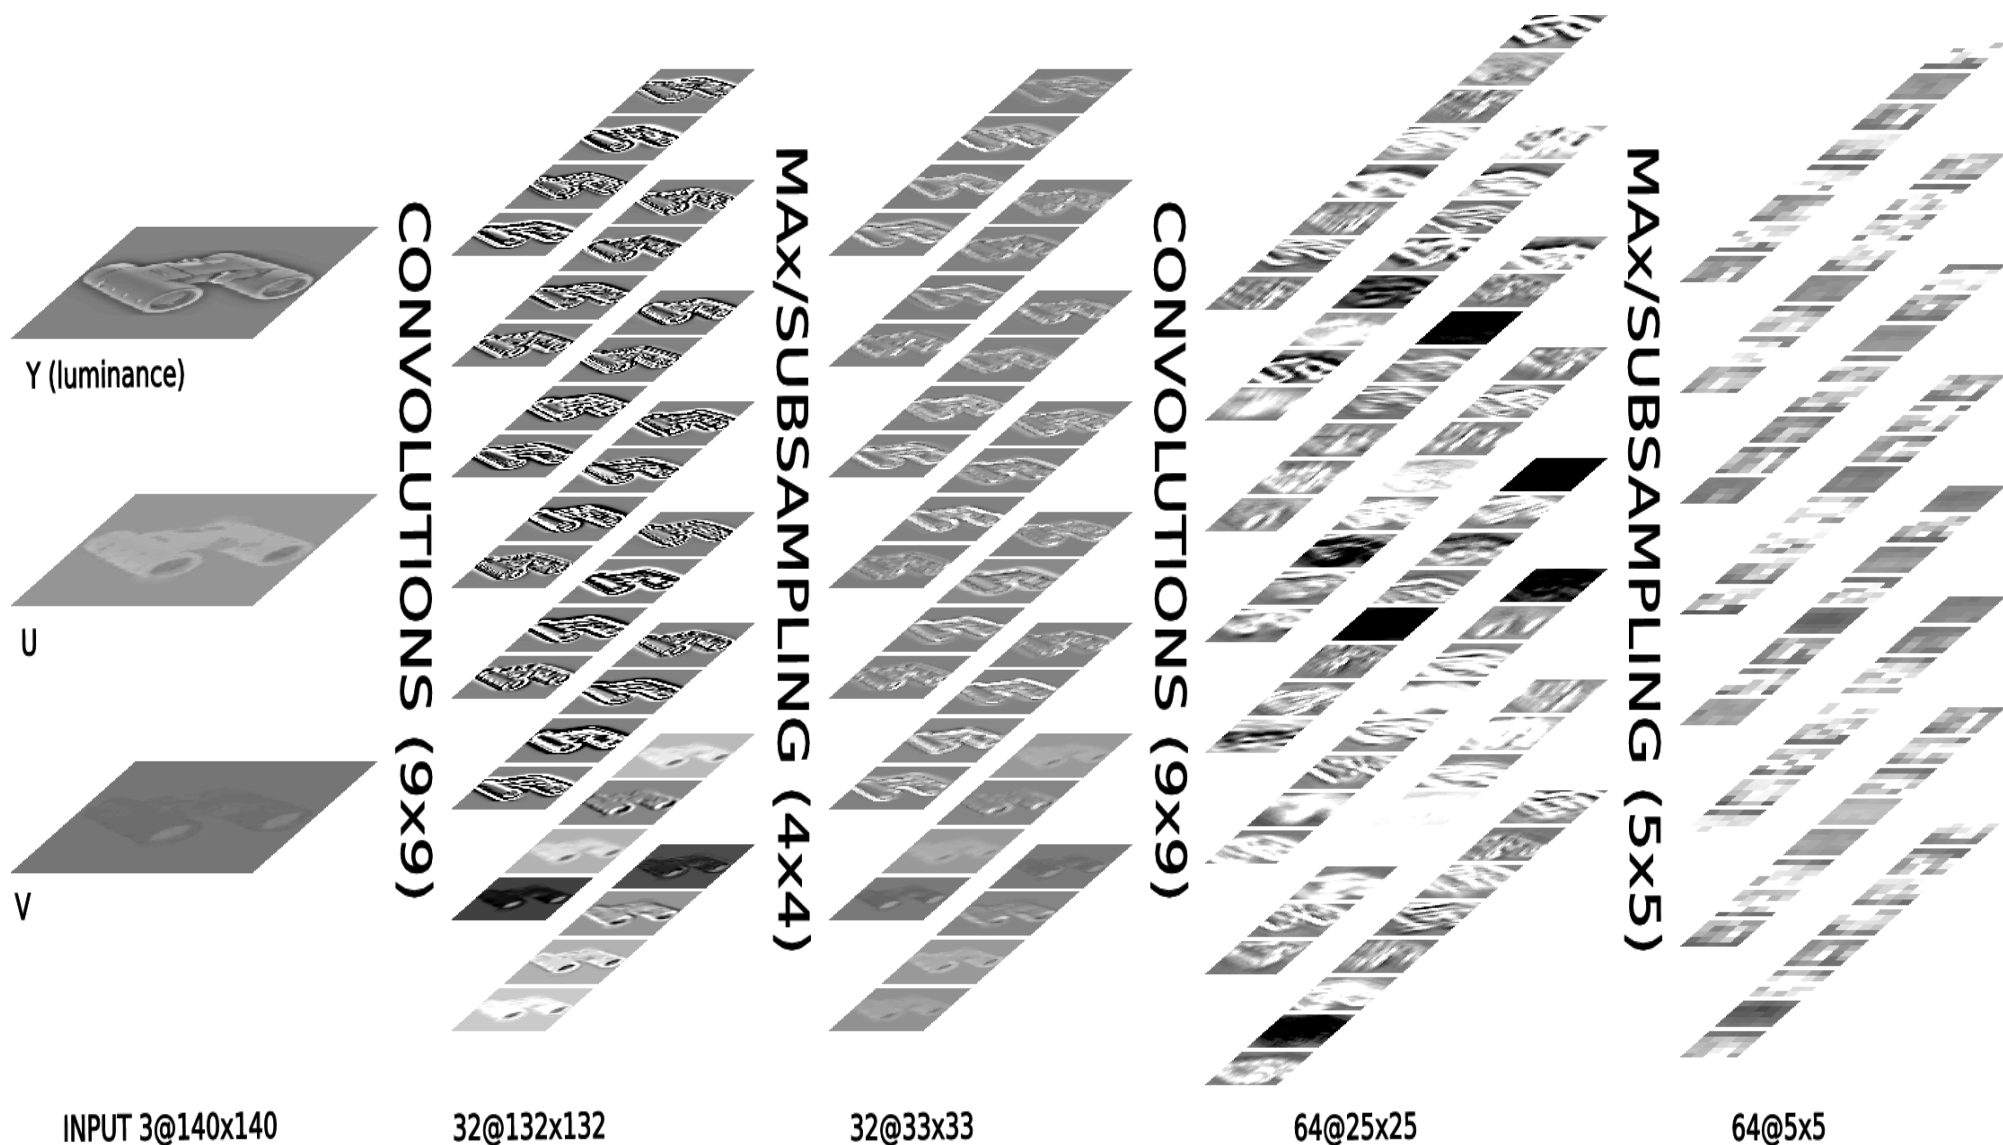 Y (luminance)
U
V
CONVOLUTIONS (9x9)
MAX/SUBSAMPLING (4x4)
CONVOLUTIONS (9x9)
MAX/SUBSAMPLING (5x5)
INPUT 3@140x140
32@132x132
32@33x33
64@25x25
64@5x5